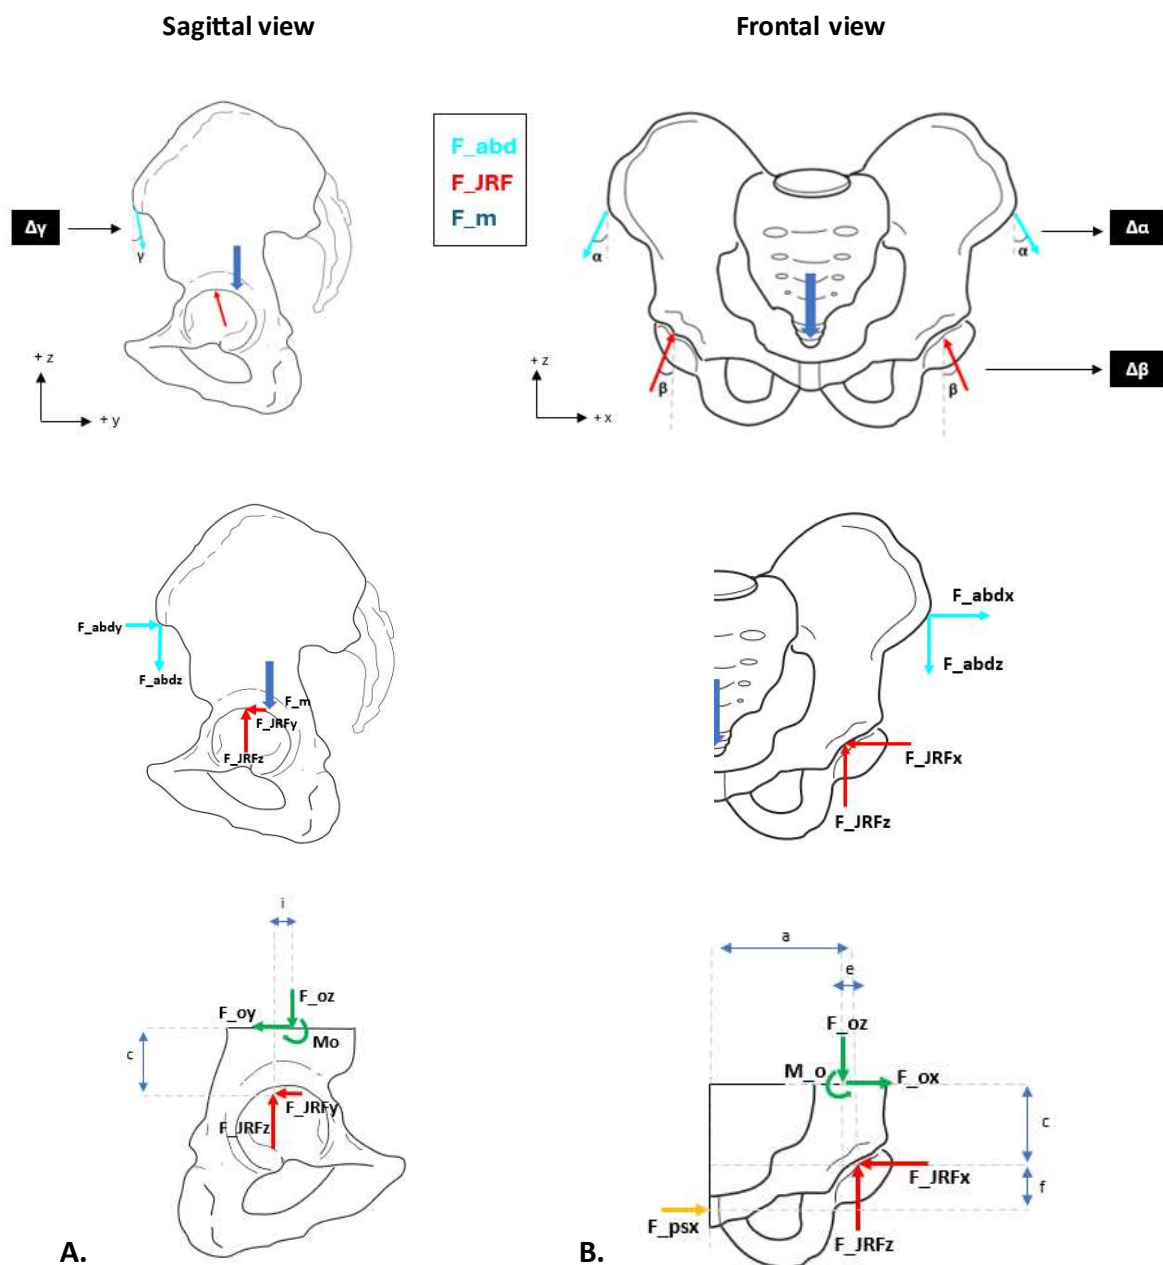 Sagittal view
Frontal view
F_abd
F_JRF
F_m
Δγ
γ
α
α
Δα
β
β
Δβ
+ z
+ y
+z
+ x
F_abdy
F_abdz
F_m
F_JRFy
F_JRFz
F_abdx
F_abdz
F_JRFx
F_JRFz
i
F_oz
F_oy
Mo
c
F_JRFy
F_JRFz
A.
a
e
F_oz
M_o
F_ox
c
F_JRFx
f
F_psx
F_JRFz
B.